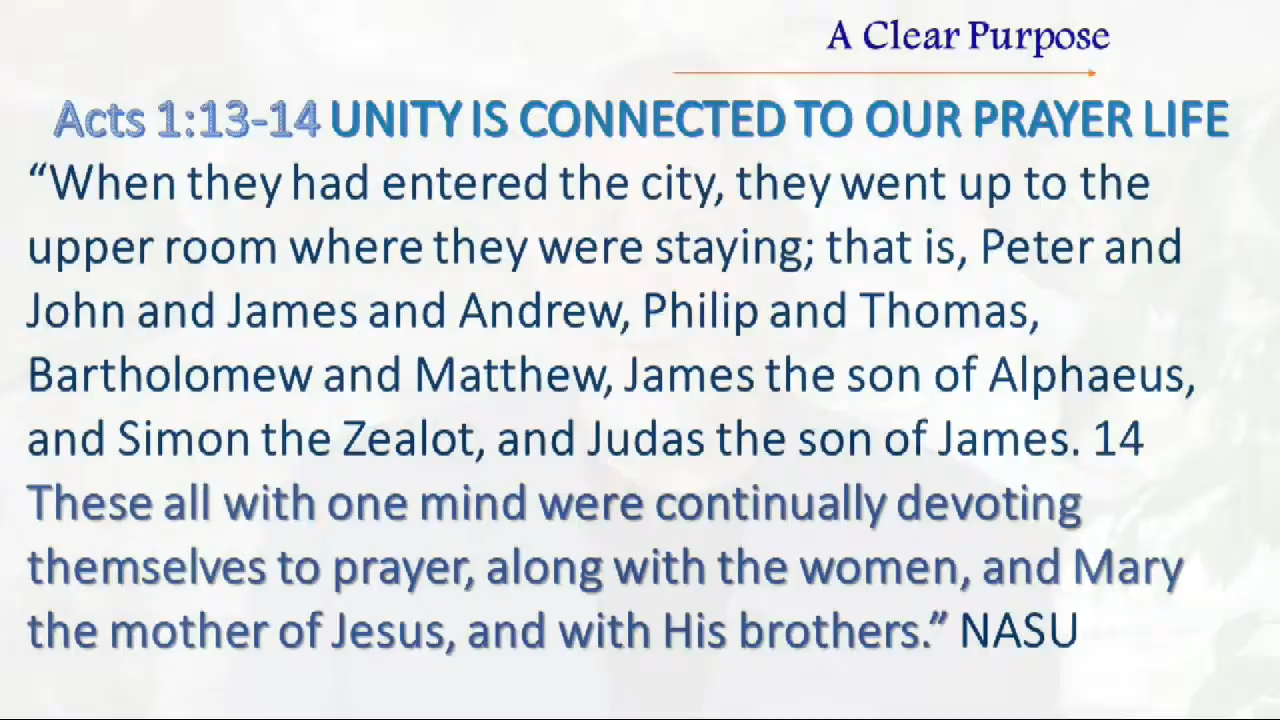 A Clear Purpose
Acts 1:13-14 UNITY IS CONNECTED TO OUR PRAYER LIFE
“When they had entered the city, they went up to the
upper room where they were staying; that is, Peter and
John and James and Andrew, Philip and Thomas,
Bartholomew and Matthew, James the son of Alphaeus,
and Simon the Zealot, and Judas the son of James. 14
These all with one mind were continually devoting
themselves to prayer, along with the women, and Mary
the mother of Jesus, and with His brothers.” NASU